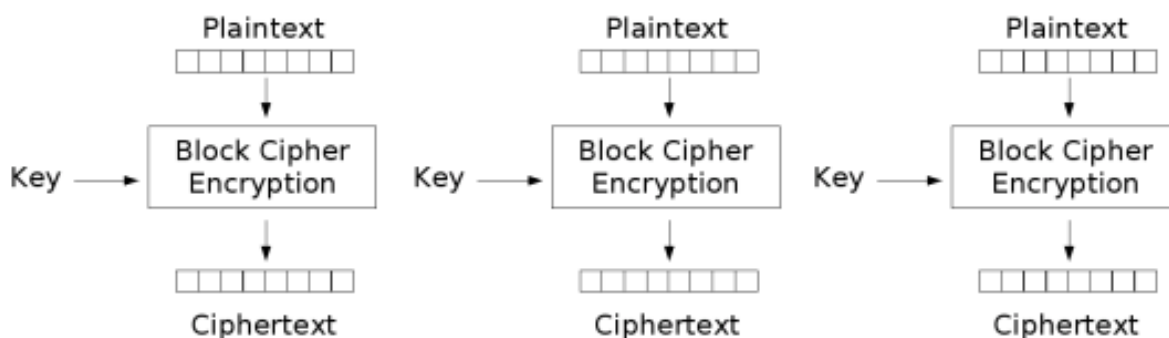 Plaintext
Plaintext
Plaintext
Key
Block Cipher
Encryption
Key
Block Cipher
Encryption
Key
Block Cipher
Encryption
Ciphertext
Ciphertext
Ciphertext